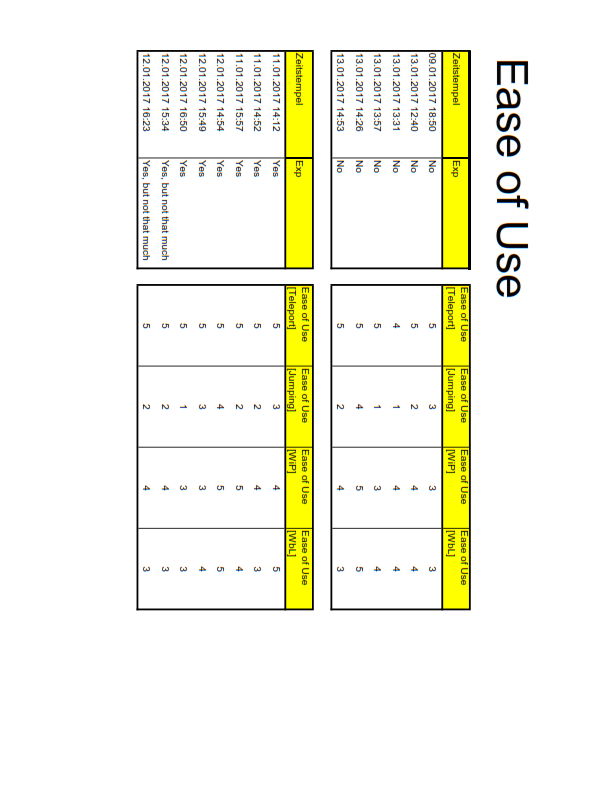 Ease of Use
Zeitstempel Exp Ease of Use [Teleport] Ease of Use [Jumping] Ease of Use [WiP] Ease of Use [WbL]
09.01.2017 18:50 No 5 3 3 3
13.01.2017 12:40 No 5 2 4 4
13.01.2017 13:31 No 4 1 4 4
13.01.2017 13:57 No 5 1 3 4
13.01.2017 14:26 No 5 4 5 5
13.01.2017 14:53 No 5 2 4 3
Zeitstempel Exp Ease of Use [Teleport] Ease of Use [Jumping] Ease of Use [WiP] Ease of Use [WbL]
11.01.2017 14:12 Yes 5 3 4 5
11.01.2017 14:52 Yes 5 2 4 3
11.01.2017 15:57 Yes 5 2 5 4
12.01.2017 14:54 Yes 5 4 5 5
12.01.2017 15:49 Yes 5 3 3 4
12.01.2017 16:50 Yes 5 1 3 3
12.01.2017 15:34 Yes, but not that much 5 2 4 3
12.01.2017 16:23 Yes, but not that much 5 2 4 3